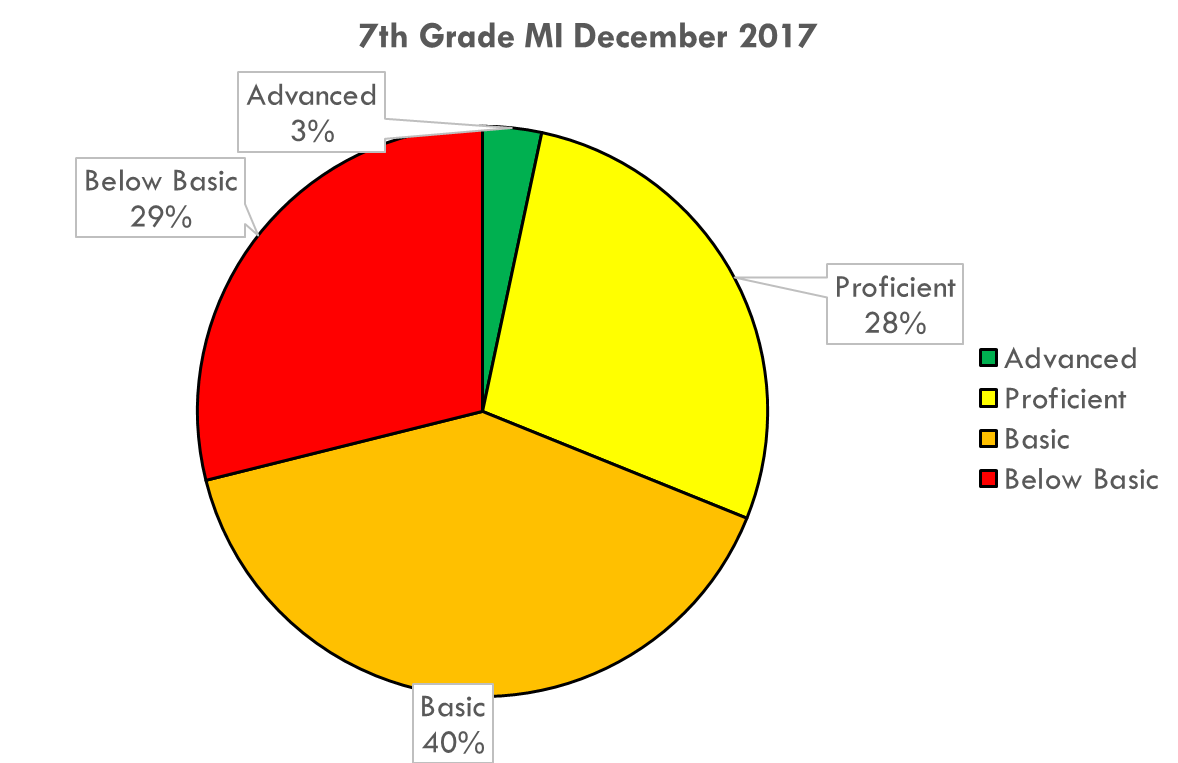 7th Grade MI December 2017
Advanced
3%
Below Basic
29%
Proficient
28%
Basic
40%
Advanced
Proficient
Basic
Below Basic